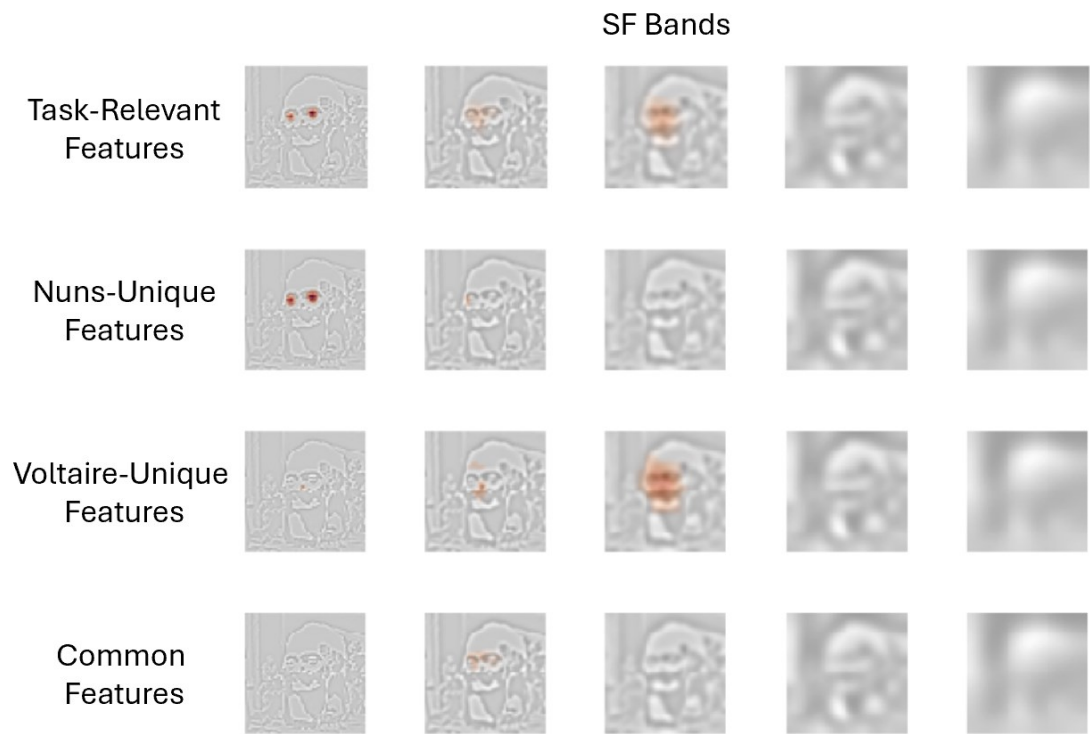 SF Bands
Task-Relevant
Features
Nuns-Unique
Features
Voltaire-Unique
Features
Common
Features